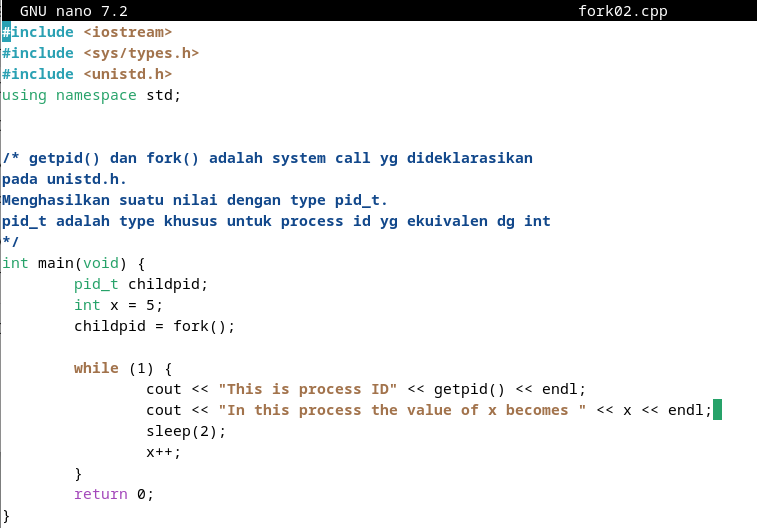 GNU nano 7.2 fork02.cpp
#include <iostream>
#include <sys/types.h>
#include <unistd.h>
using namespace std;
/* getpid() dan fork() adalah system call yg dideklarasikan
pada unistd.h.
Menghasilkan suatu nilai dengan type pid_t.
pid_t adalah type khusus untuk process id yg ekuivalen dg int
*/
int main(void) {
pid_t childpid;
int x = 5;
childpid = fork();
while (1) {
cout << "This is process ID" << getpid() << endl;
cout << "In this process the value of x becomes " << x << endl;
sleep(2);
x++;
}
return 0;
}